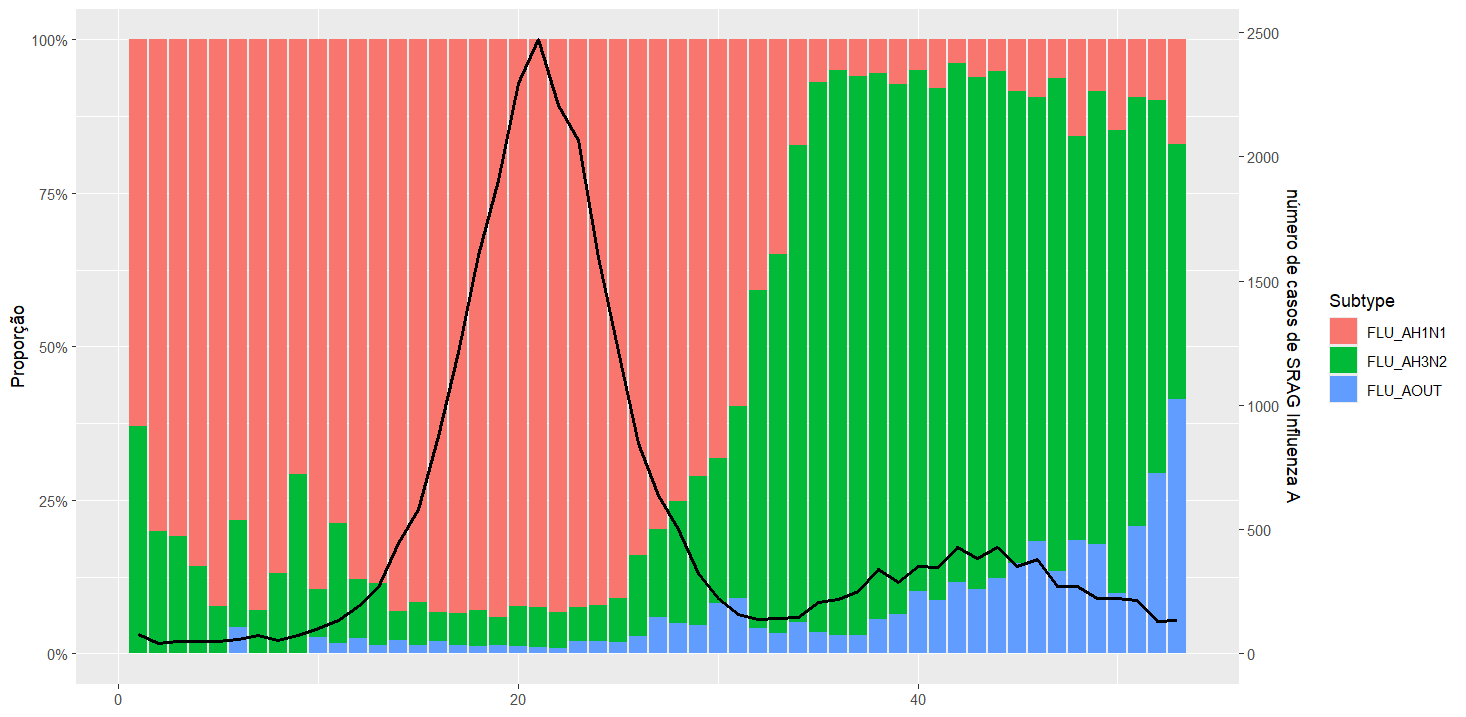 Proporção
100%
75%
50%
25%
0%
0
20
40
2500
2000
1500
1000
500
0
número de casos de SRAG Influenza A
Subtype
FLU_AH1N1
FLU_AH3N2
FLU_AOUT